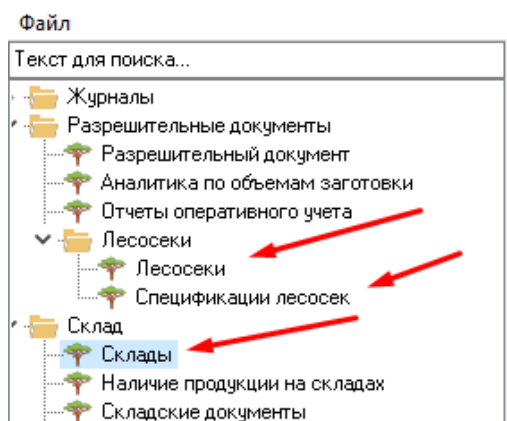 Файл
Текст для поиска...
Журналы
Разрешительные документы
Разрешительный документ
Аналитика по объемам заготовки
Отчеты оперативного учета
Лесосеки
Лесосеки
Спецификации лесосек
Склад
Склады
Наличие продукции на складах
Складские документы